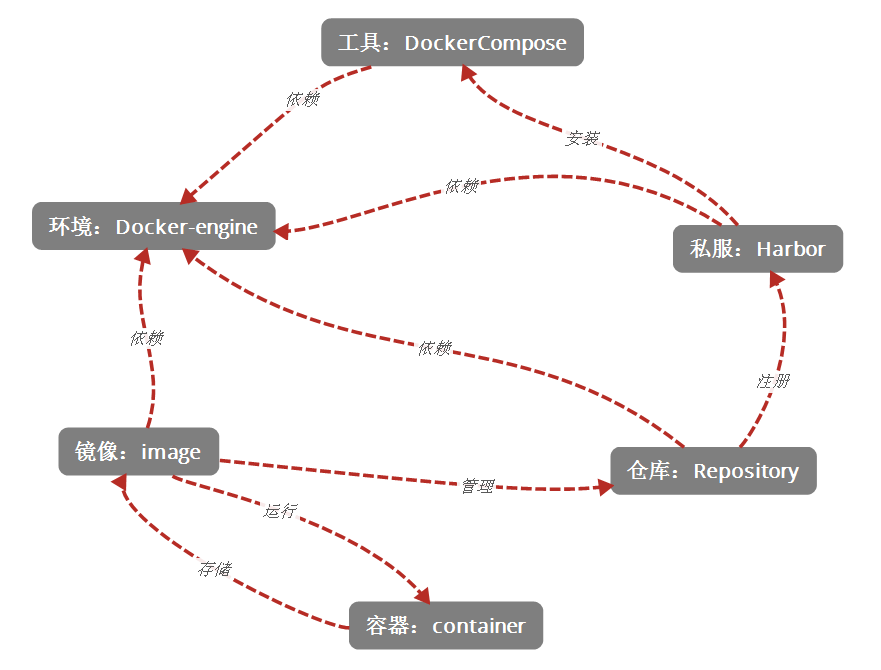 工具：DockerCompose
依赖
安装
依赖
环境：Docker-engine
私服：Harbor
依赖
依赖
注册
镜像：image
仓库：Repository
管理
运行
存储
容器：container